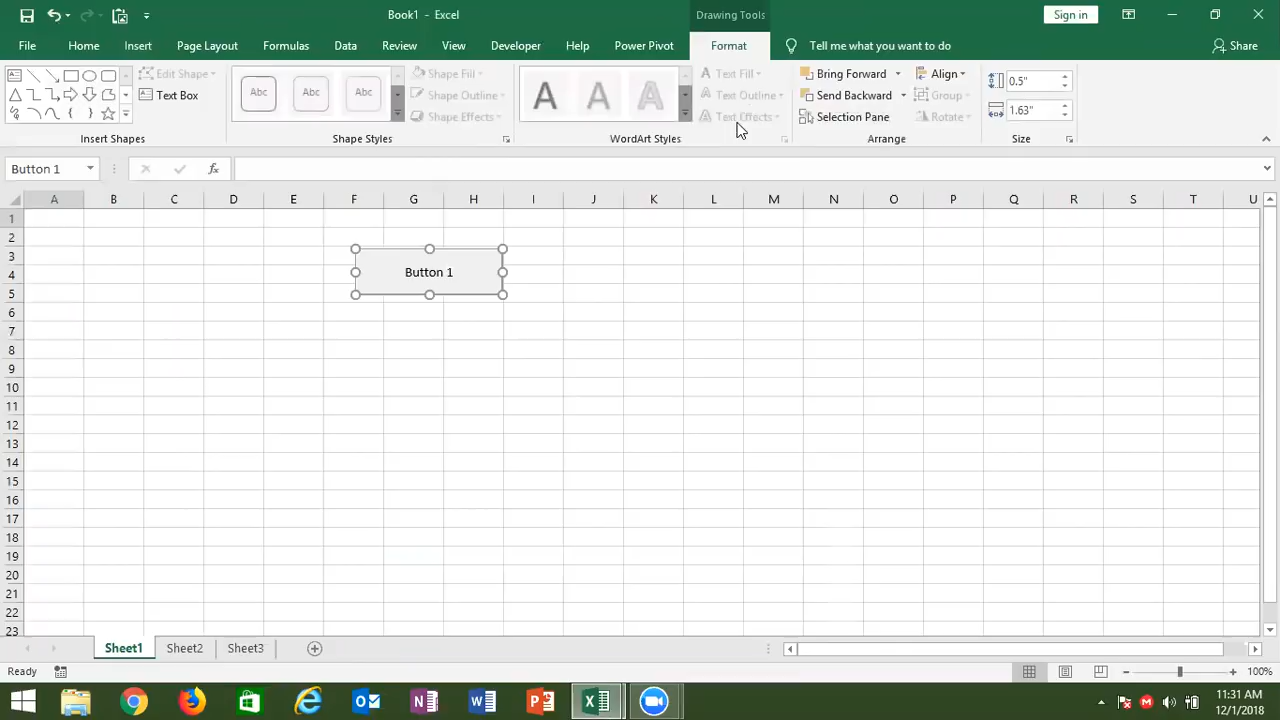 Book1 - Excel
Drawing Tools
Sign in
File
Home
Insert
Page Layout
Formulas
Data
Review
View
Developer
Help
Power Pivot
Format
Tell me what you want to do
Share
Edit Shape
Text Box
Insert Shapes
Abc
Abc
Abc
Shape Fill
Shape Outline
Shape Effects
Shape Styles
A
A
A
WordArt Styles
Text Fill
Text Outline
Text Effects
Bring Forward
Send Backward
Selection Pane
Align
Group
Rotate
Arrange
0.5"
1.63"
Size
Button 1
fx
A B C D E F G H I J K L M N O P Q R S T U
1
2
3
4
5
6
7
8
9
10
11
12
13
14
15
16
17
18
19
20
21
22
23
Button 1
Sheet1
Sheet2
Sheet3
Ready
100%
11:31 AM
12/1/2018